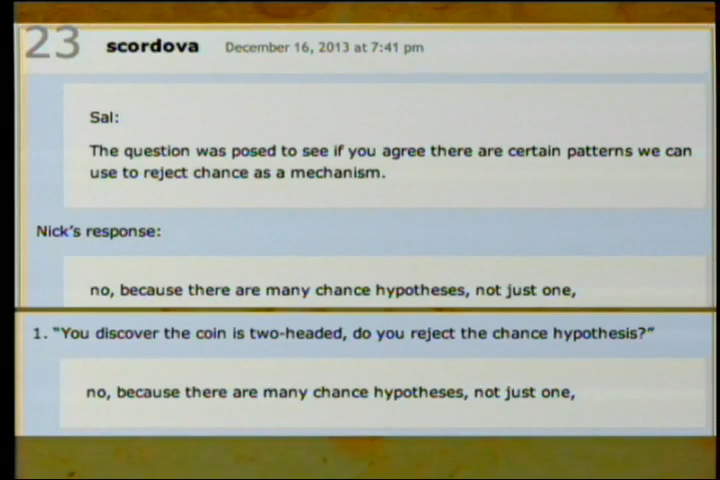 23 scordova December 16, 2013 at 7:41 pm
Sal:
The question was posed to see if you agree there are certain patterns we can
use to reject chance as a mechanism.
Nick's response:
no, because there are many chance hypotheses, not just one,
1. "You discover the coin is two-headed, do you reject the chance hypothesis?"
no, because there are many chance hypotheses, not just one,